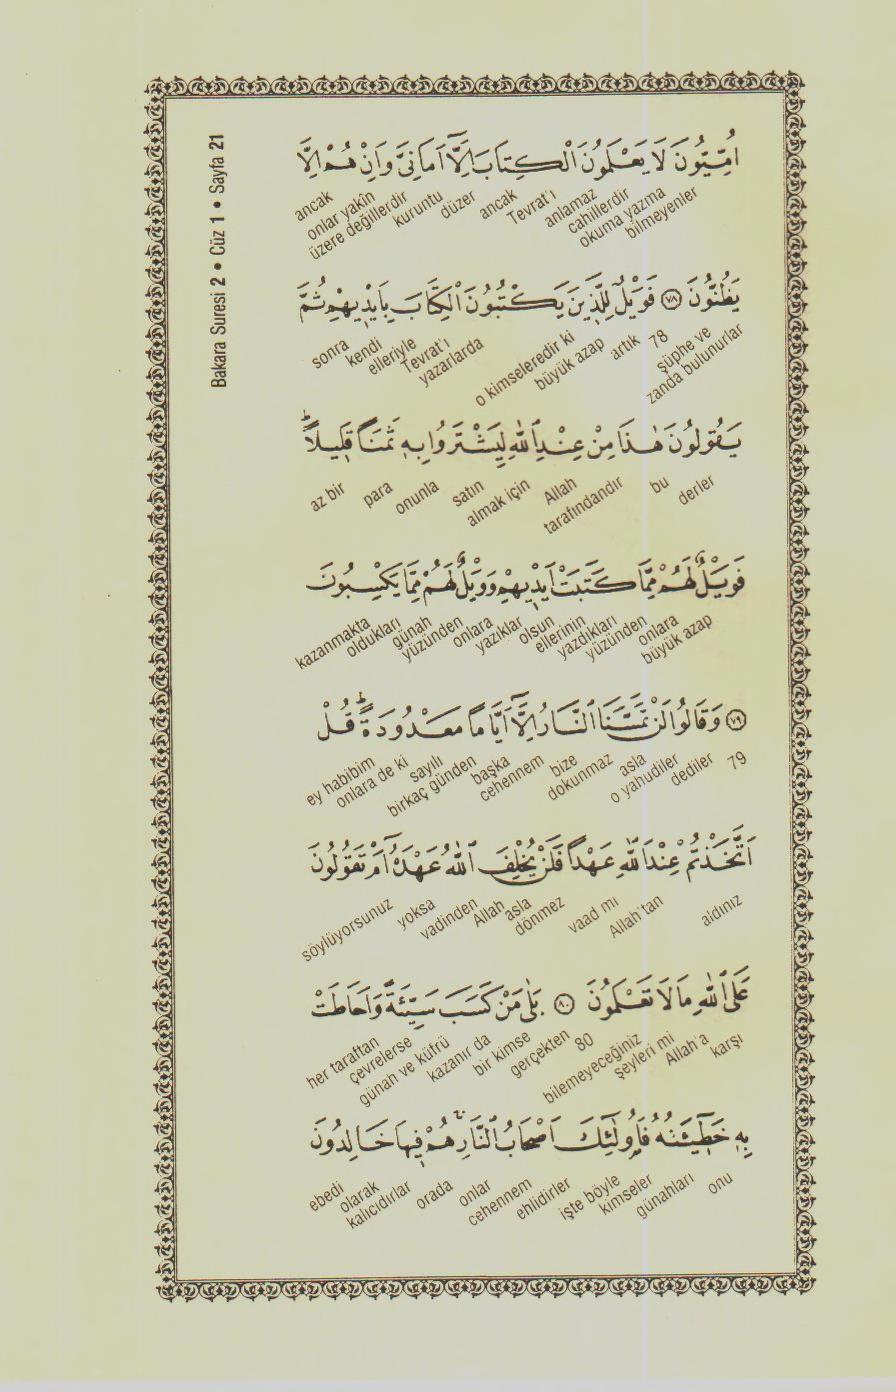 Bakara Suresi 2 • Cüz 1 • Sayfa 21
اُمِّيُّونَ لَا يَعْلَمُونَ الْكِتَابَ اِلَّٓا اَمَانِيَّ وَاِنْ هُمْ اِلَّا
okuma yazma bilmeyenler cahillerdir anlamaz Tevrat'ı ancak düzer kuruntu onlar yakîn üzere değillerdir ancak
يَظُنُّونَ ﴿٧٨﴾ فَوَيْلٌ لِلَّذِينَ يَكْتُبُونَ الْكِتَابَ بِاَيْدِيهِمْ ثُمَّ
şüphe ve zanda bulunurlar 78 artık büyük azap o kimseleredir ki yazarlarda Tevrat'ı elleriyle kendi sonra
يَقُولُونَ هٰذَا مِنْ عِنْدِ اللّٰهِ لِيَشْتَرُوا بِهِ ثَمَنًا قَلِيلًاۜ
derler bu Allah tarafındandır satın almak için onunla para az bir
فَوَيْلٌ لَهُمْ مِمَّا كَتَبَتْ اَيْدِيهِمْ وَوَيْلٌ لَهُمْ مِمَّا يَكْسِبُونَ
onlara büyük azap yazdıkları yüzünden ellerinin olsun yazıklar onlara günah yüzünden kazanmakta oldukları
﴿٧٩﴾ وَقَالُوا لَنْ تَمَسَّنَا النَّارُ اِلَّٓا اَيَّامًا مَعْدُودَةًۜ قُلْ
79 dediler o yahudiler asla bize dokunmaz cehennem başka sayılı birkaç günden ey habibim onlara de ki
اَتَّخَذْتُمْ عِنْدَ اللّٰهِ عَهْدًا فَلَنْ يُخْلِفَ اللّٰهُ عَهْدَهُٓ اَمْ تَقُولُونَ
aldınız Allah'tan vaad mı asla dönmez Allah vadinden yoksa söylüyorsunuz
عَلَى اللّٰهِ مَا لَا تَعْلَمُونَ ﴿٨٠﴾ بَلٰى مَنْ كَسَبَ سَيِّئَةً وَاَحَاطَتْ
karşı Allah'a bilemeyeceğiniz şeyleri mi 80 gerçekten bir kimse kazanır da günah ve küfrü her taraftan çevrelerse
بِهِ خَطِٓيـَٔتُهُ فَاُو۬لٰٓئِكَ اَصْحَابُ النَّارِۚ هُمْ فِيهَا خَالِدُونَ
onu günahları işte böyle kimseler ehlidirler cehennem onlar orada olarak kalıcıdırlar ebedi